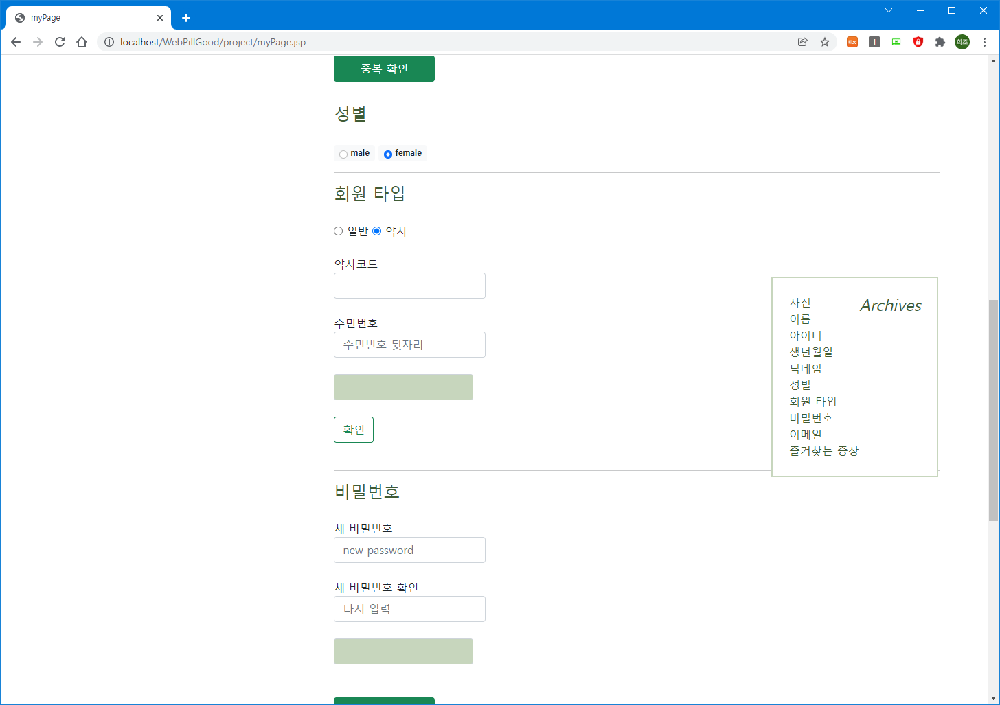 myPage
localhost/WebPillGood/project/myPage.jsp
희조
중복 확인
성별
male female
회원 타입
일반 약사
약사코드
주민번호
주민번호 뒷자리
확인
Archives
사진
이름
아이디
생년월일
닉네임
성별
회원 타입
비밀번호
이메일
즐겨찾는 증상
비밀번호
새 비밀번호
new password
새 비밀번호 확인
다시 입력